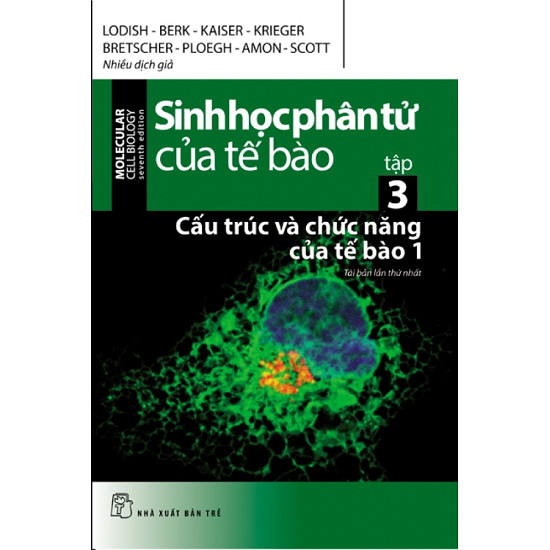 LODISH - BERK - KAISER - KRIEGER
BRETSCHER - PLOEGH - AMON - SCOTT
Nhiều dịch giả
MOLECULAR
CELL BIOLOGY
seventh edition
Sinh học phân tử
của tế bào
tập
3
Cấu trúc và chức năng
của tế bào 1
Tái bản lần thứ nhất
NHÀ XUẤT BẢN TRẺ